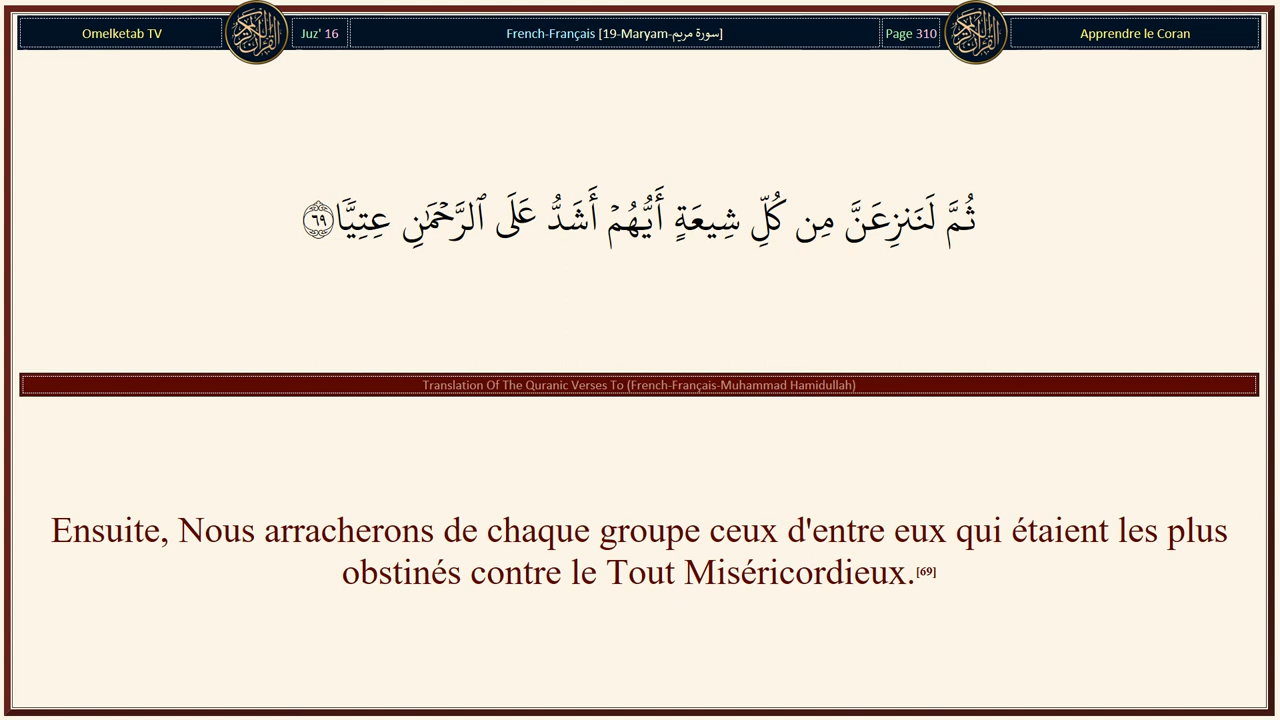 Omelketab TV
Juz' 16
French-Français [19-Maryam-سورة مريم]
Page 310
Apprendre le Coran
ثُمَّ لَنَنزِعَنَّ مِن كُلِّ شِيعَةٍ أَيُّهُمۡ أَشَدُّ عَلَى ٱلرَّحۡمَٰنِ عِتِيّٗا ٦٩
Translation Of The Quranic Verses To (French-Français-Muhammad Hamidullah)
Ensuite, Nous arracherons de chaque groupe ceux d'entre eux qui étaient les plus
obstinés contre le Tout Miséricordieux.[69]